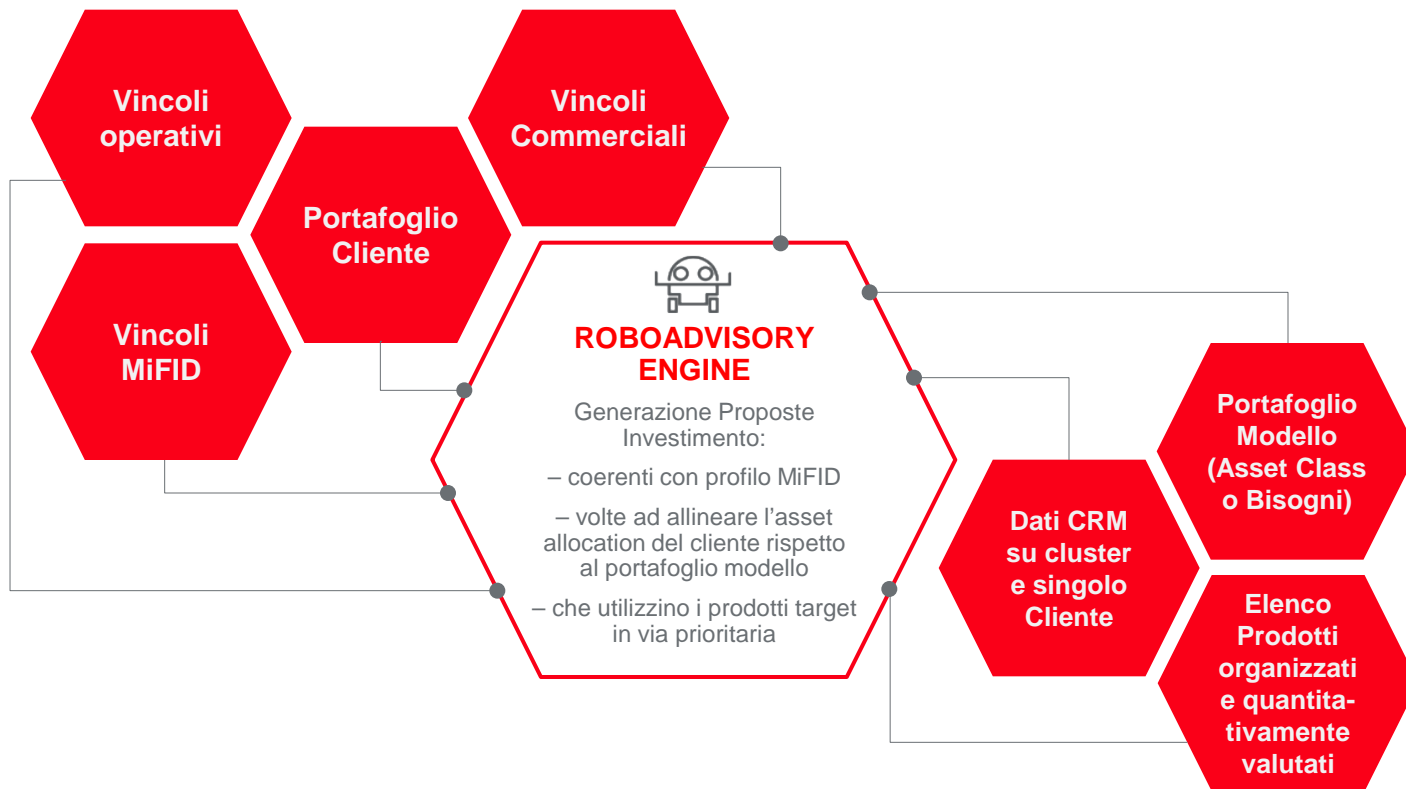 Vincoli
operativi
Vincoli
Commerciali
Portafoglio
Cliente
Vincoli
MiFID
ROBOADVISORY
ENGINE
Generazione Proposte
Investimento:
– coerenti con profilo MiFID
– volte ad allineare l’asset
allocation del cliente rispetto
al portafoglio modello
– che utilizzino i prodotti target
in via prioritaria
Portafoglio
Modello
(Asset Class
o Bisogni)
Dati CRM
su cluster
e singolo
Cliente
Elenco
Prodotti
organizzati
e quantita-
tivamente
valutati